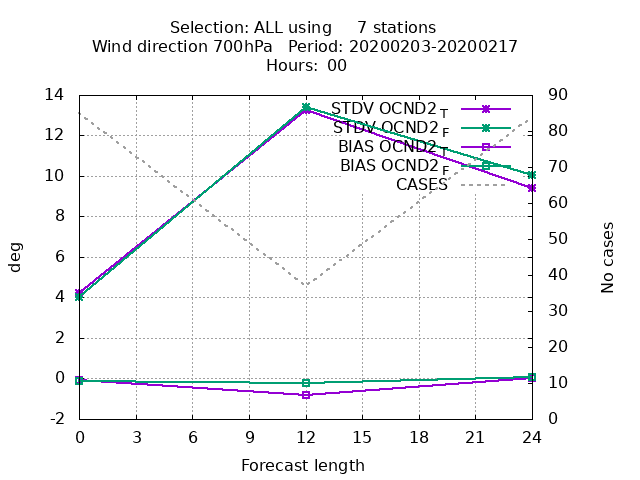 Selection: ALL using     7 stations
Wind direction 700hPa   Period: 20200203-20200217
Hours: 00
14 90
STDV OCND2 T
12 80
STDV OCND2 F
BIAS OCND2 T
10 70
BIAS OCND2 F
CASES
8 60
6 50
4 40
2 30
0 20
-2 10
0
deg
No cases
0 3 6 9 12 15 18 21 24
Forecast length